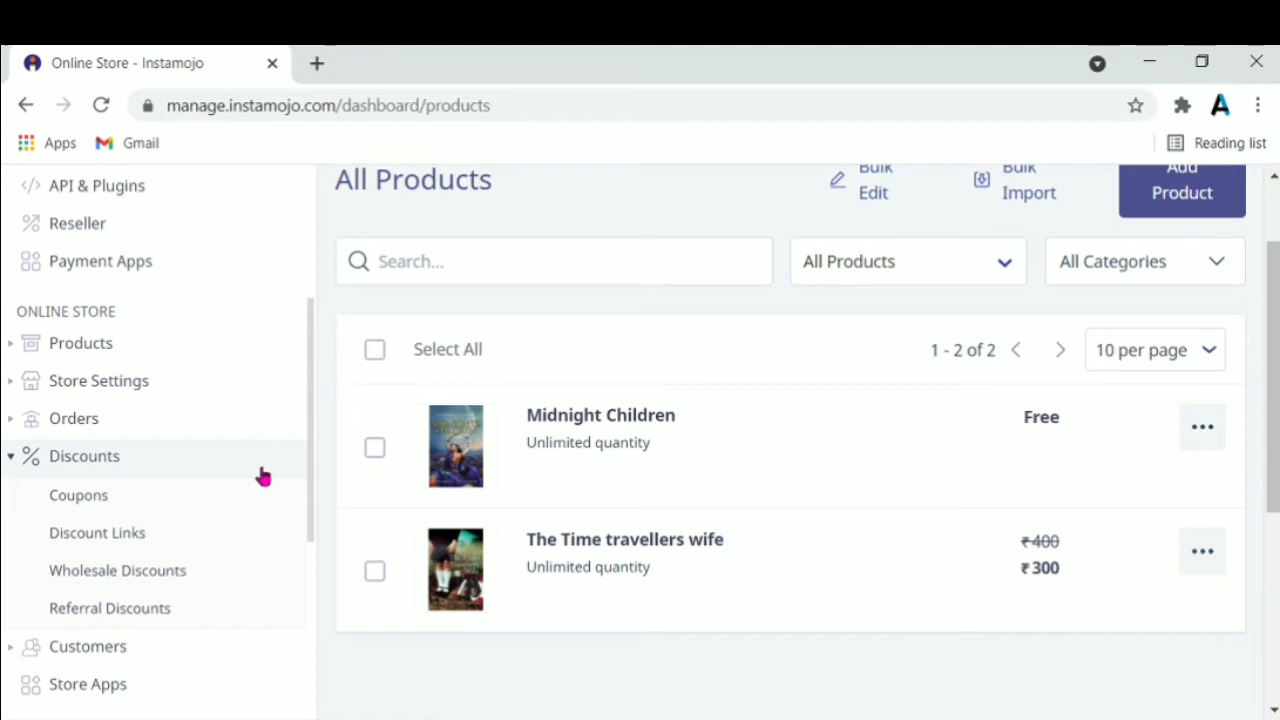 Online Store - Instamojo
manage.instamojo.com/dashboard/products
Apps
Gmail
Reading list
API & Plugins
Reseller
Payment Apps
ONLINE STORE
Products
Store Settings
Orders
Discounts
Coupons
Discount Links
Wholesale Discounts
Referral Discounts
Customers
Store Apps
All Products
Bulk
Edit
Bulk
Import
Add
Product
Search...
All Products
All Categories
Select All
1 - 2 of 2
10 per page
Midnight Children
Free
Unlimited quantity
The Time travellers wife
₹400
Unlimited quantity
₹300